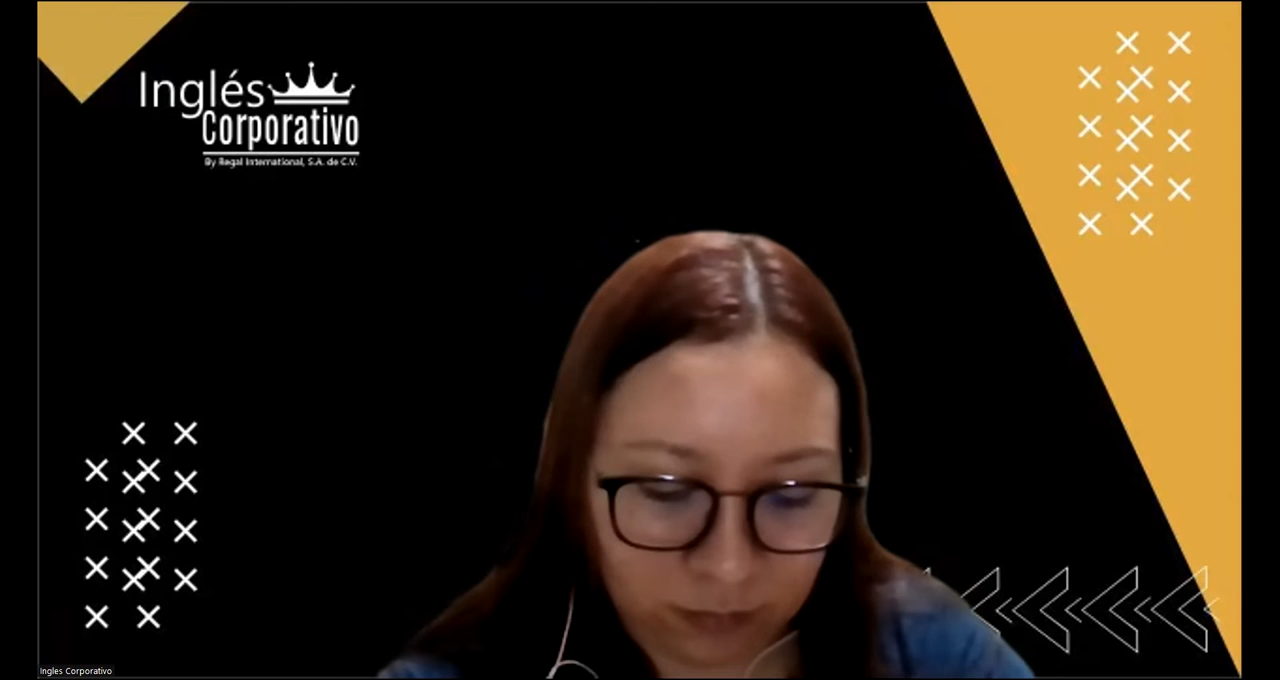 Inglés
Corporativo
By Regal International, S.A. de C.V.
Ingles Corporativo